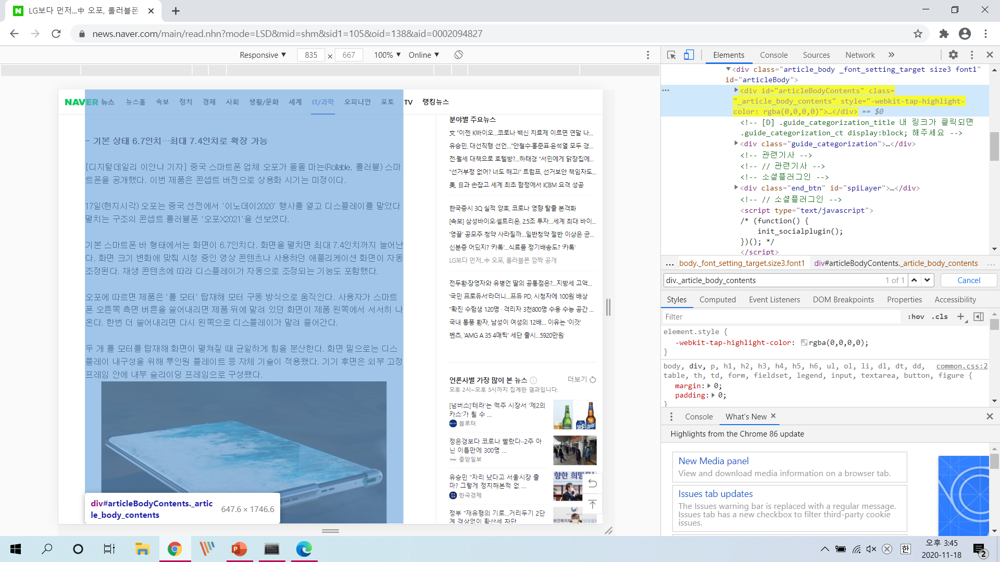 LG보다 먼저...中 오포, 롤러블폰
news.naver.com/main/read.nhn?mode=LSD&mid=shm&sid1=105&oid=138&aid=0002094827
Responsive ▼ 835 × 667 100% ▼ Online ▼
NAVER 뉴스 뉴스홈 속보 정치 경제 사회 생활/문화 세계 IT/과학 오피니언 포토 TV 랭킹뉴스
- 기본 상태 6.7인치…최대 7.4인치로 확장 가능
[디지털데일리 이안나 기자] 중국 스마트폰 업체 오포가 돌돌 마는(Rollable, 롤러블) 스마
트폰을 공개했다. 이번 제품은 콘셉트 버전으로 상용화 시기는 미정이다.
17일(현지시각) 오포는 중국 선전에서 '이노데이2020' 행사를 열고 디스플레이를 말았다
펼치는 구조의 콘셉트 롤러블폰 '오포X2021'을 선보였다.
기본 스마트폰 바 형태에서는 화면이 6.7인치다. 화면을 펼치면 최대 7.4인치까지 늘어난
다. 화면 크기 변화에 맞춰 시청 중인 영상 콘텐츠나 사용하던 애플리케이션 화면이 자동
조정된다. 재생 콘텐츠에 따라 디스플레이가 자동으로 조정되는 기능도 포함했다.
오포에 따르면 제품은 '롤 모터' 탑재해 모터 구동 방식으로 움직인다. 사용자가 스마트
폰 오른쪽 측면 버튼을 쓸어내리면 제품 뒤에 말려 있던 화면이 제품 왼쪽에서 서서히 나
온다. 한번 더 쓸어내리면 다시 왼쪽으로 디스플레이가 말려 들어간다.
두 개 롤 모터를 탑재해 화면이 펼쳐질 때 균일하게 힘을 분산한다. 화면 밑으로는 디스
플레이 내구성을 위해 투인원 플레이트 등 자체 기술이 적용됐다. 기기 후면은 외부 고정
프레임 안에 내부 슬라이딩 프레임으로 구성됐다.
div#articleBodyContents._artic
le_body_contents
647.6 × 1746.6
분야별 주요뉴스
文 "이젠 K바이오...코로나 백신 치료제 이르면 연말 나...
유승민, 대선직행 선언..."안철수·홍준표·윤석열 모두 경...
전·월세 대책으로 호텔방?...하태경 "서민에게 닭장집에...
"선거부정 없어? 너도 해고!" 트럼프, 선거보안 책임자도...
美, 日과 손잡고 세계 최초 함정에서 ICBM 요격 성공
한국증시 3Q 실적 양호, 코로나 영향 탈출 본격화
[속보] 삼성바이오·셀트리온, 2.5조 투자...세계 최대 바이...
'영끌' 공모주 청약 사라질까...일반청약 절반 이상은 균...
신분증 어딨지? '카톡'...식료품 정기배송도? '카톡'
LG보다 먼저...中 오포, 롤러블폰 깜짝 공개
전두환·장영자와 유병언 딸의 공통점은?...지방세 고액...
'국민 프로듀서'라더니...프듀 PD, 시청자에 100원 배상
"확진 수험생 120명 · 격리자 3천800명 수용 수능 공간 ...
국내 통풍 환자, 남성이 여성의 12배... 이유는 '이것'
벤츠, 'AMG A 35 4매틱' 세단 출시...5920만원
언론사별 가장 많이 본 뉴스 더보기
오후 2시~오후 3시까지 집계한 결과입니다.
[넘버스]'테라'는 맥주 시장서 '제2의
카스'가 될 수 ...
블로터
정은경보다 코로나 빨랐다…2주 아
닌 이틀만에 300명 ...
중앙일보
유승민 "자리 났다고 서울시장 출
마? 그렇게 정치해본적 없 ...
한국경제
정부 "재유행의 기로...거리두기 2단
계 격상없이 확산세 차단
향한 희망을
Elements Console Sources Network »
▼<div class="article_body _font_setting_target size3 font1"
id="articleBody">
▶<div id="articleBodyContents" class=
"_article_body_contents" style="-webkit-tap-highlight-
color: rgba(0,0,0,0)">…</div> == $0
<!-- [D] .guide_categorization_title 내 링크가 클릭되면
.guide_categorization_ct display:block; 해주세요 -->
▶<div class="guide_categorization">…</div>
<!-- 관련기사 -->
<!-- // 관련기사 -->
<!-- 소셜플러그인 -->
▶<div class="end_btn" id="spiLayer">…</div>
<!-- // 소셜플러그인 -->
<script type="text/javascript">
/* (function() {
init_socialplugin();
})(); */
</script>
... body._font_setting_target.size3.font1 div#articleBodyContents._article_body_contents ...
div._article_body_contents 1 of 1 Cancel
Styles Computed Event Listeners DOM Breakpoints Properties Accessibility
Filter :hov .cls +
element.style {
-webkit-tap-highlight-color: rgba(0,0,0,0);
}
body, div, p, h1, h2, h3, h4, h5, h6, ul, ol, li, dl, dt, dd, common.css:2
table, th, td, form, fieldset, legend, input, textarea, button, figure {
margin:▶ 0;
padding:▶ 0;
}
Console What's New ×
Highlights from the Chrome 86 update
New Media panel
View and download media information on a browser tab.
Issues tab updates
The Issues warning bar is replaced with a regular message.
Issues tab has a new checkbox to filter third-party cookie
issues.
한
오후 3:45
2020-11-18
2